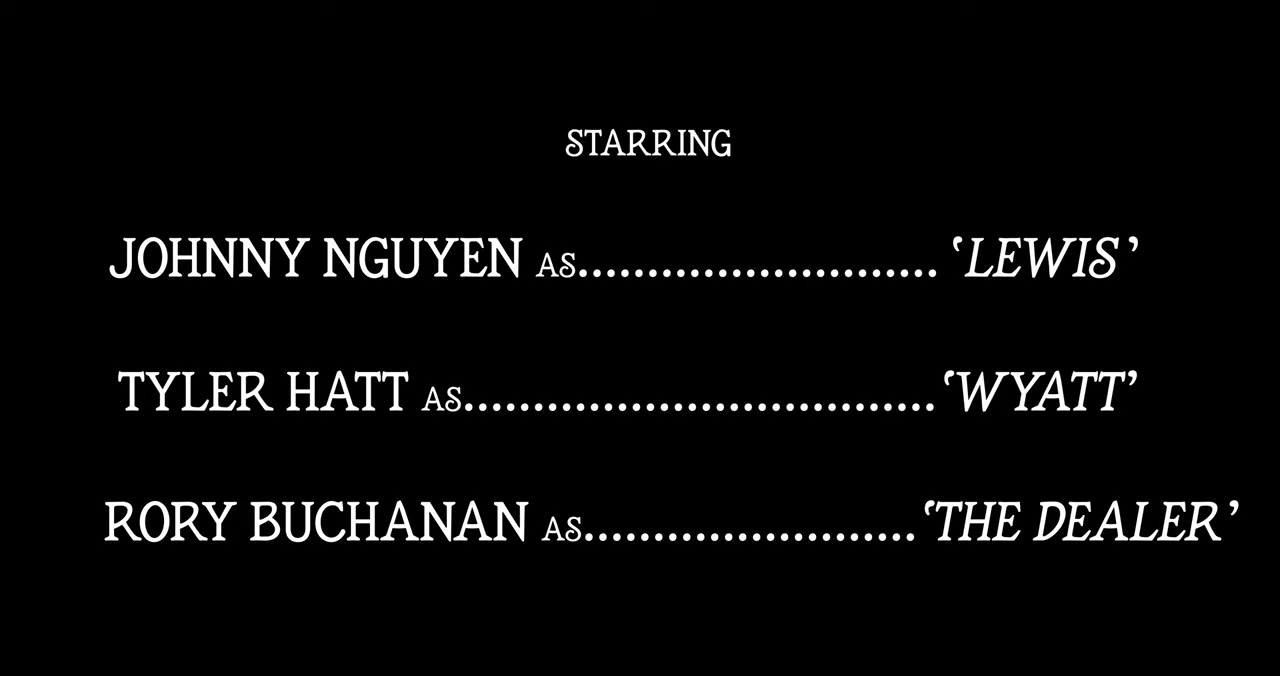 STARRING
JOHNNY NGUYEN AS.......................... ‘LEWIS’
TYLER HATT AS.................................. ‘WYATT’
RORY BUCHANAN AS........................ ‘THE DEALER’